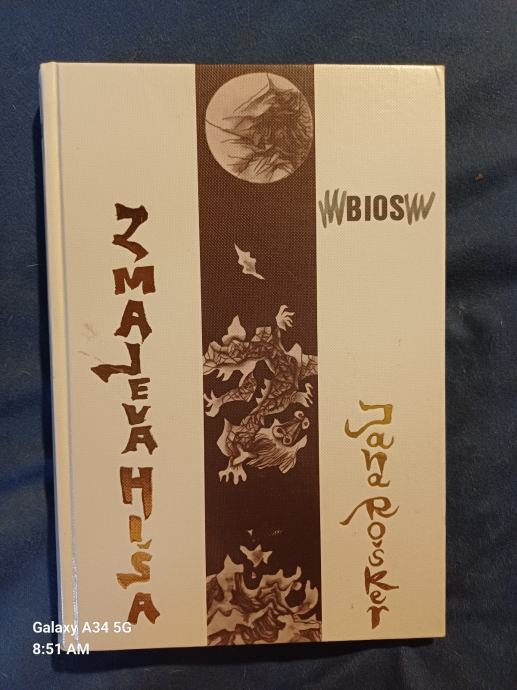 ZMAJEVA HIŠA
BIOS
Jana Rošker
Galaxy A34 5G
8:51 AM